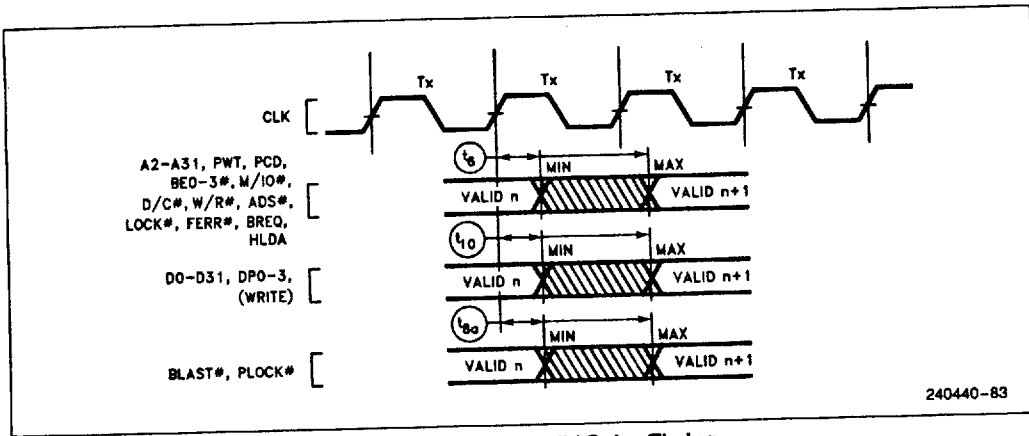 Tx Tx Tx Tx
CLK
t6
MIN MAX
A2-A31, PWT, PCD,
BE0-3#, M/IO#,
D/C#, W/R#, ADS#,
LOCK#, FERR#, BREQ,
HLDA
VALID n VALID n+1
t10
MIN MAX
D0-D31, DP0-3,
(WRITE)
VALID n VALID n+1
t8a
MIN MAX
BLAST#, PLOCK#
VALID n VALID n+1
240440-83